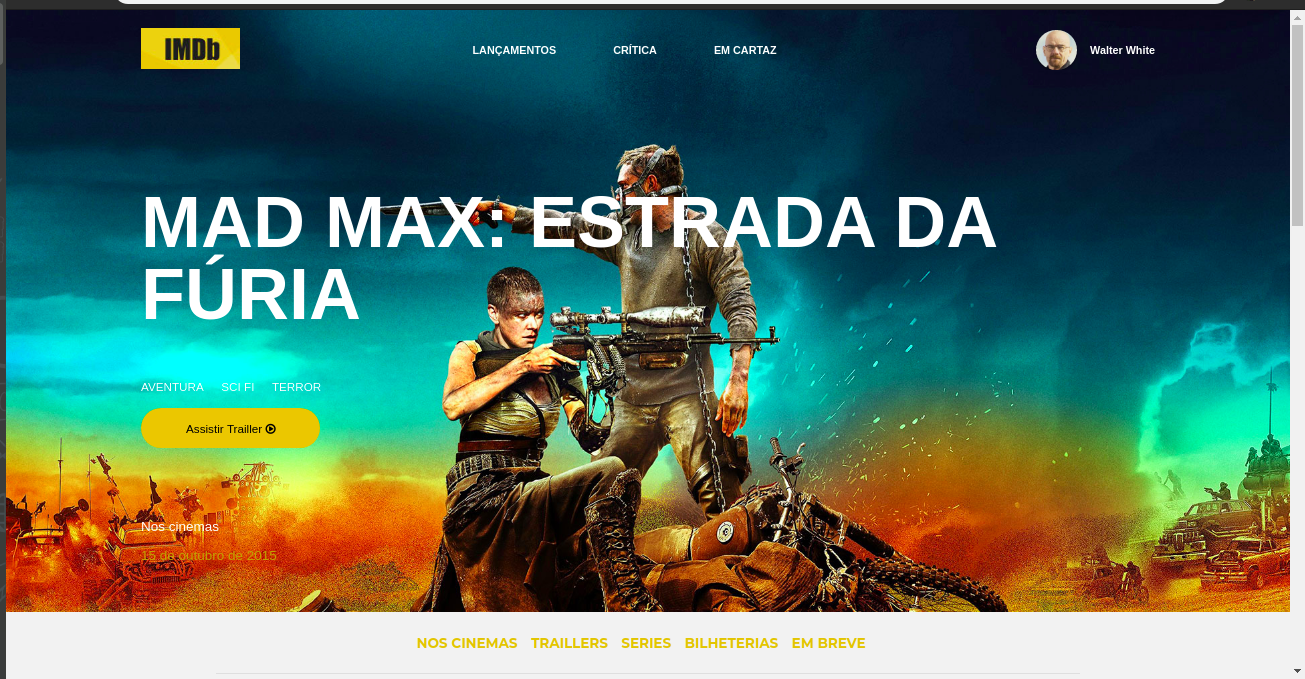 IMDb
LANÇAMENTOS CRÍTICA EM CARTAZ
Walter White
MAD MAX: ESTRADA DA
FÚRIA
AVENTURA SCI FI TERROR
Assistir Trailler
Nos cinemas
15 de outubro de 2015
NOS CINEMAS TRAILLERS SERIES BILHETERIAS EM BREVE